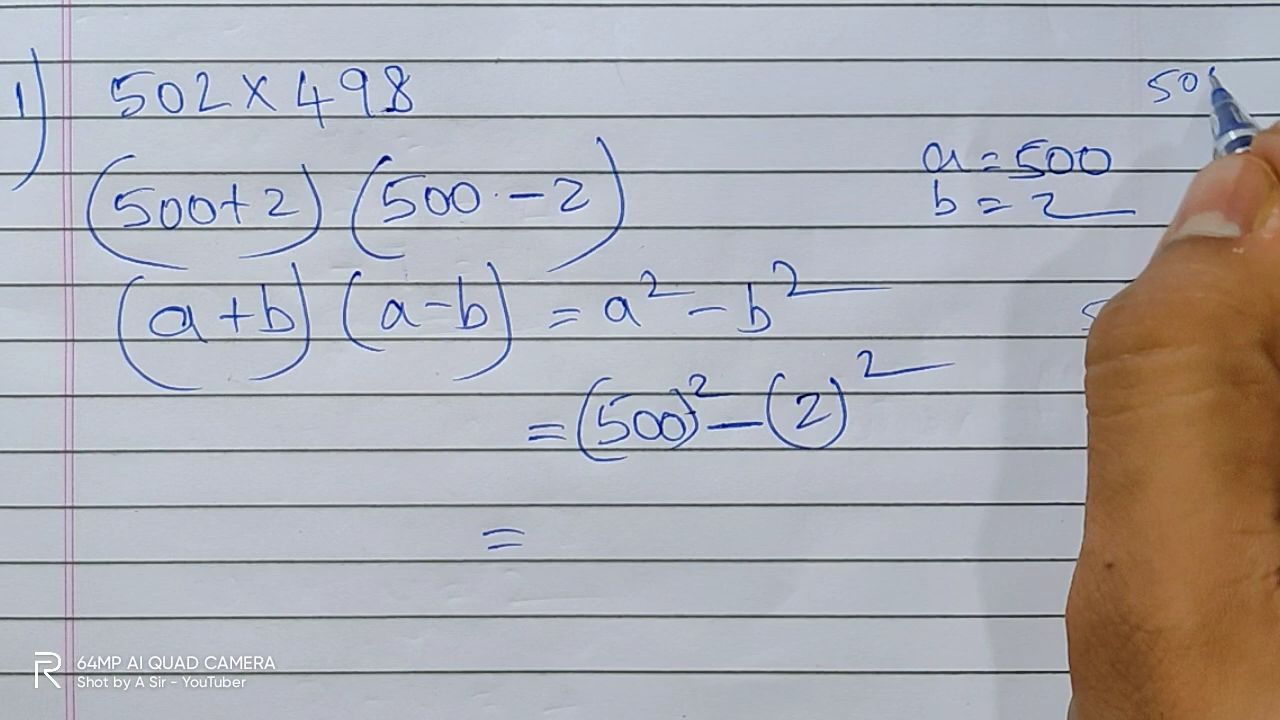 1) 502 × 498
(500+2) (500 - 2)
a = 500
b = 2
(a+b) (a-b) = a² - b²
= (500)² - (2)²
=
64MP AI QUAD CAMERA
Shot by A Sir - YouTuber